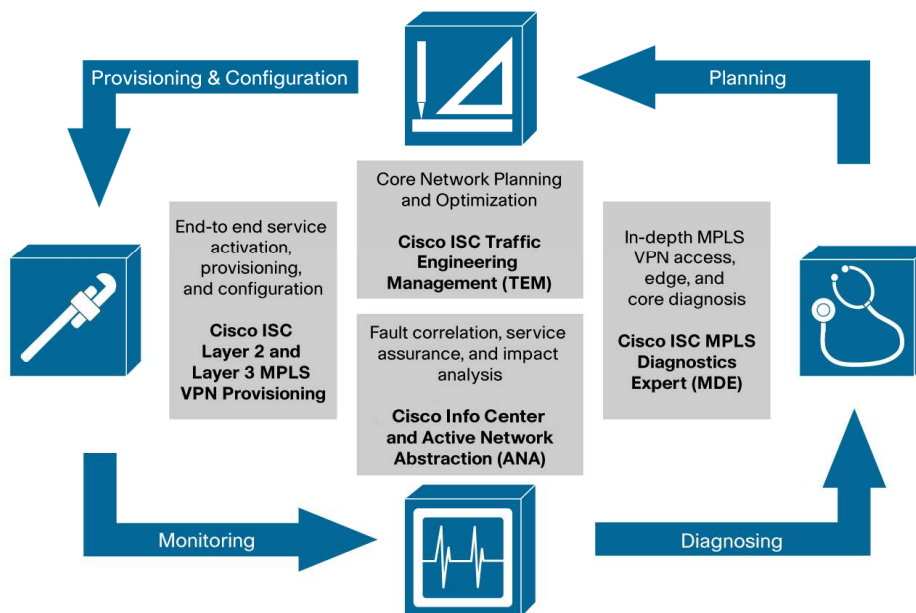 Provisioning & Configuration
Planning
Core Network Planning
and Optimization
Cisco ISC Traffic
Engineering
Management (TEM)
End-to end service
activation,
provisioning,
and configuration
Cisco ISC
Layer 2 and
Layer 3 MPLS
VPN Provisioning
In-depth MPLS
VPN access,
edge, and
core diagnosis
Cisco ISC MPLS
Diagnostics
Expert (MDE)
Fault correlation, service
assurance, and impact
analysis
Cisco Info Center
and Active Network
Abstraction (ANA)
Monitoring
Diagnosing